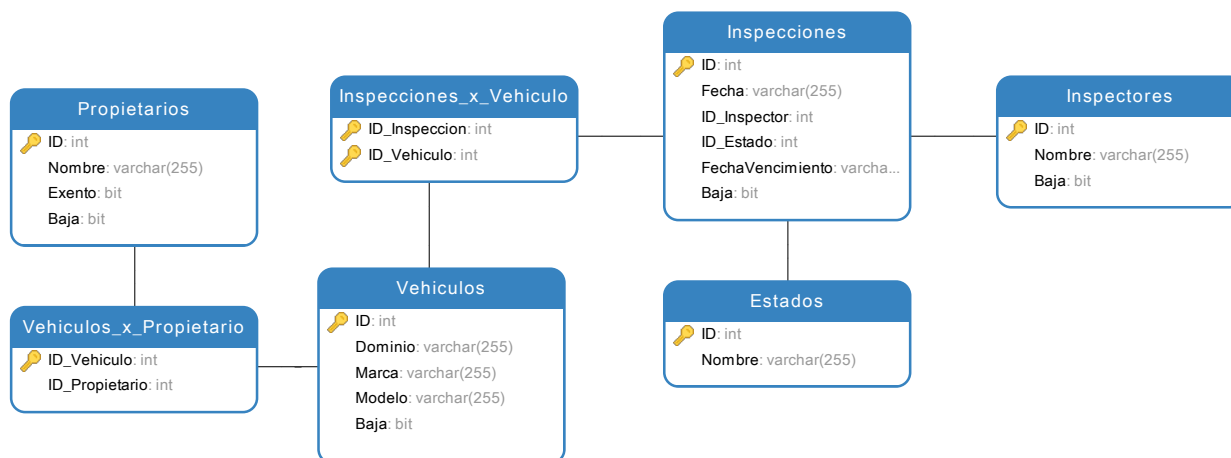 Propietarios
ID: int
Nombre: varchar(255)
Exento: bit
Baja: bit
Vehiculos_x_Propietario
ID_Vehiculo: int
ID_Propietario: int
Inspecciones_x_Vehiculo
ID_Inspeccion: int
ID_Vehiculo: int
Vehiculos
ID: int
Dominio: varchar(255)
Marca: varchar(255)
Modelo: varchar(255)
Baja: bit
Inspecciones
ID: int
Fecha: varchar(255)
ID_Inspector: int
ID_Estado: int
FechaVencimiento: varcha...
Baja: bit
Estados
ID: int
Nombre: varchar(255)
Inspectores
ID: int
Nombre: varchar(255)
Baja: bit